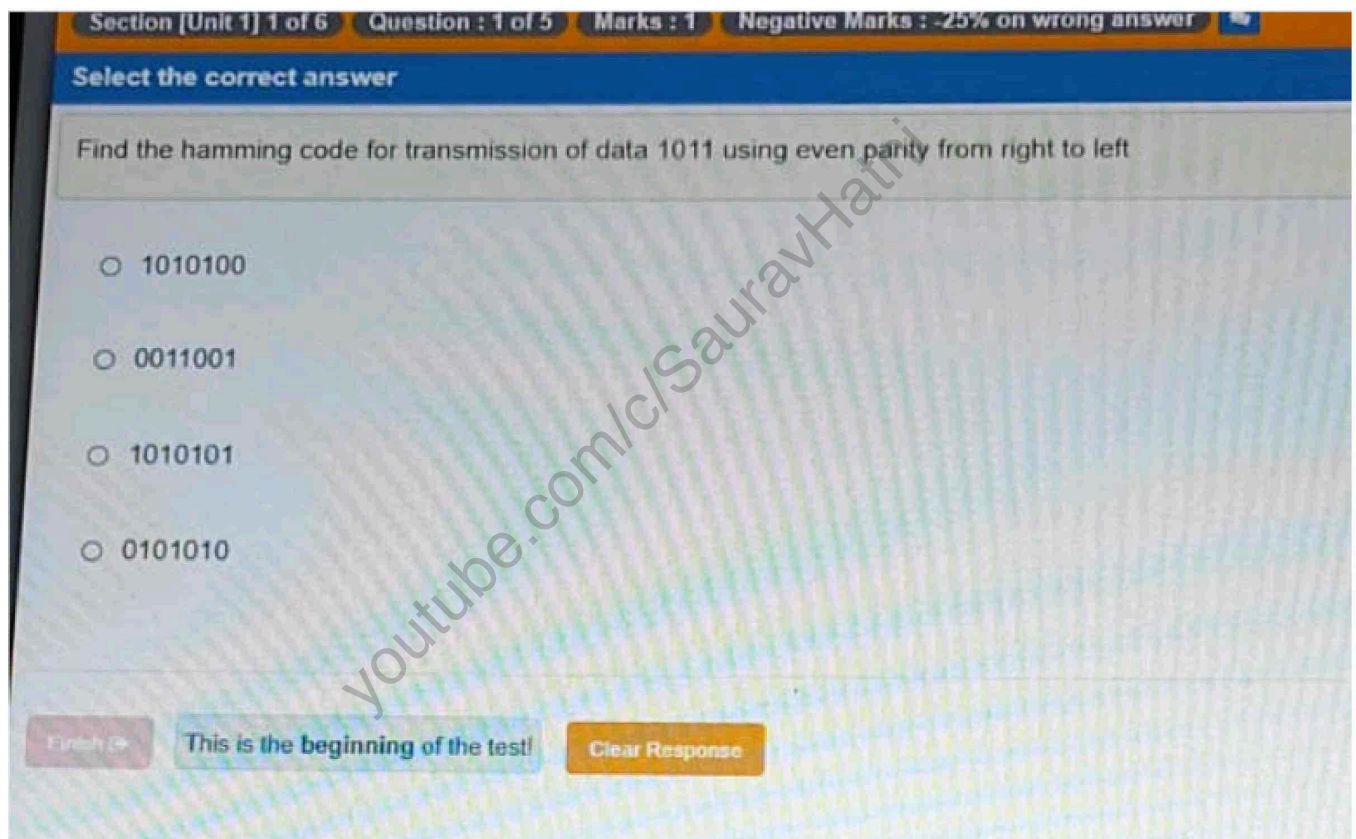 Section [Unit 1] 1 of 6 Question : 1 of 5 Marks : 1 Negative Marks : -25% on wrong answer
Select the correct answer
Find the hamming code for transmission of data 1011 using even parity from right to left
1010100
0011001
1010101
0101010
youtube.com/c/SauravHatri
Finish
This is the beginning of the test!
Clear Response